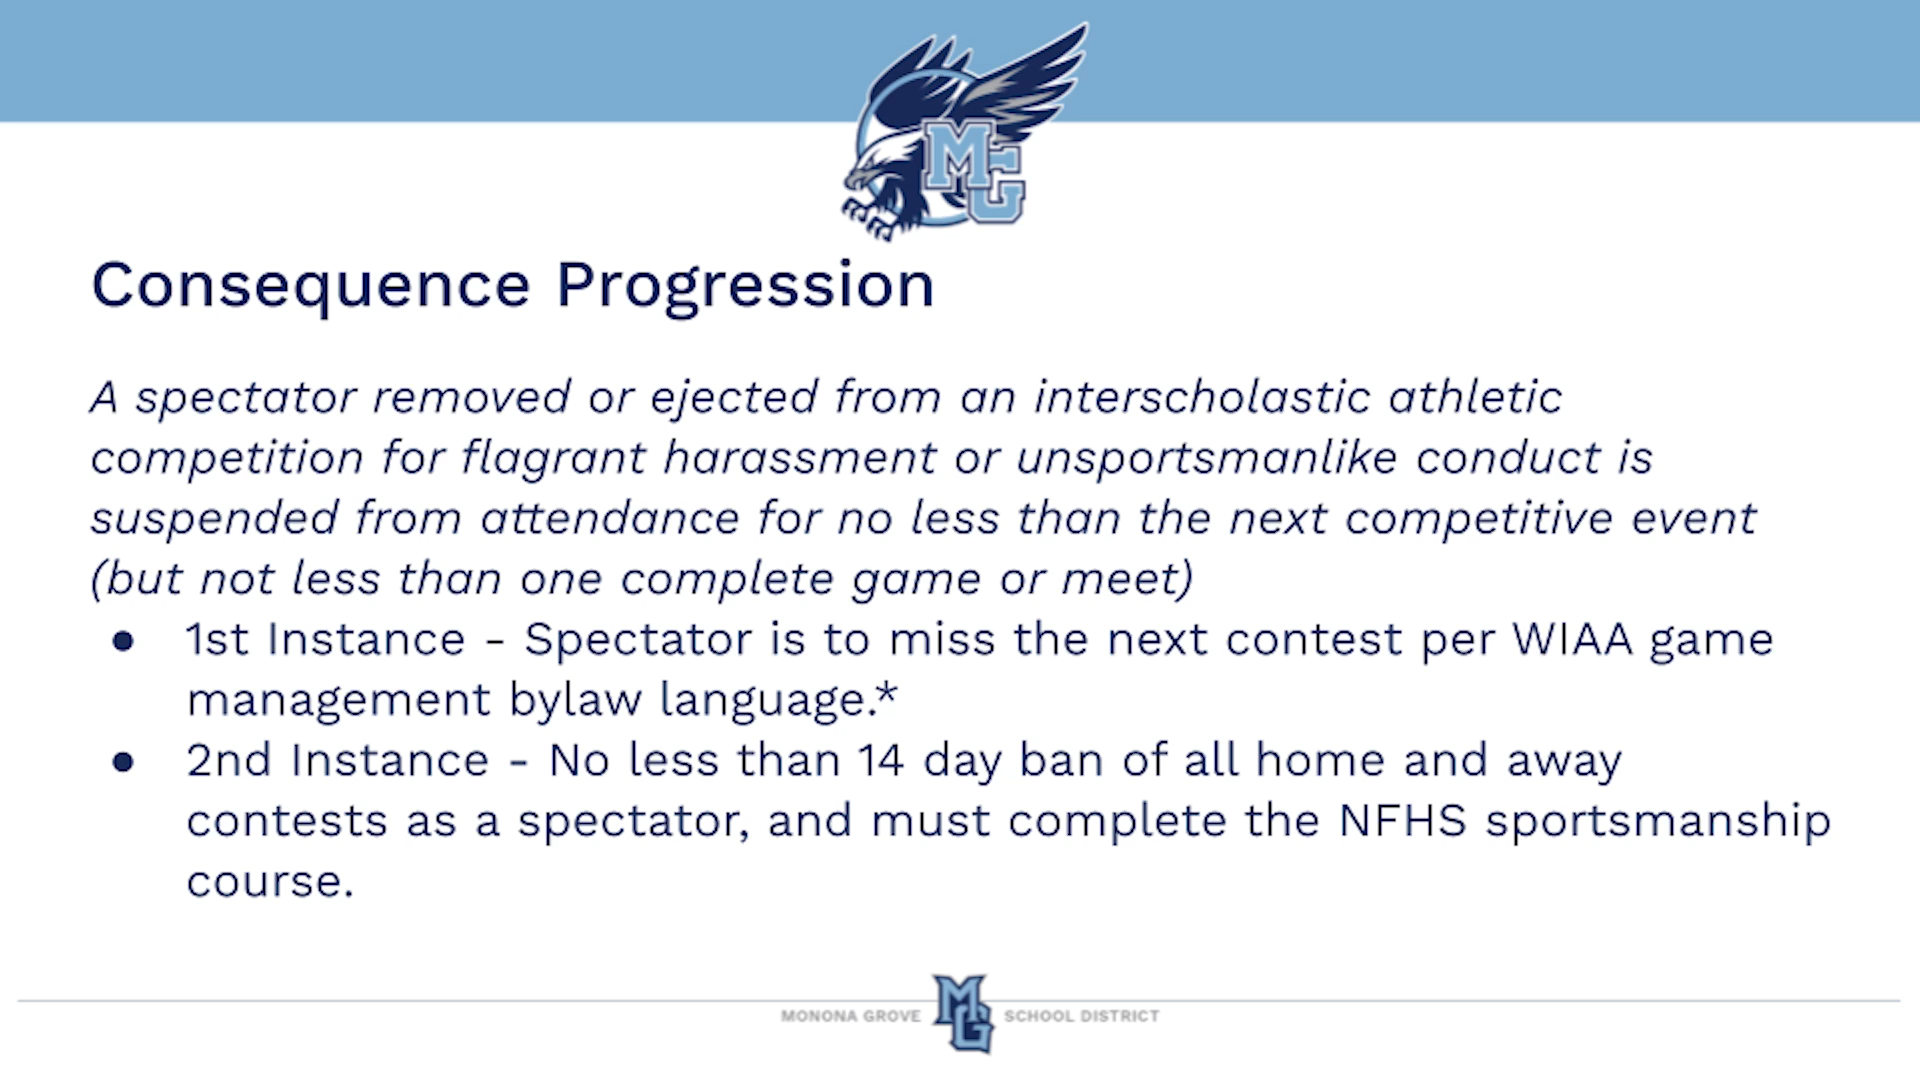 MG
Consequence Progression
A spectator removed or ejected from an interscholastic athletic
competition for flagrant harassment or unsportsmanlike conduct is
suspended from attendance for no less than the next competitive event
(but not less than one complete game or meet)
● 1st Instance - Spectator is to miss the next contest per WIAA game
management bylaw language.*
● 2nd Instance - No less than 14 day ban of all home and away
contests as a spectator, and must complete the NFHS sportsmanship
course.
MONONA GROVE MG SCHOOL DISTRICT